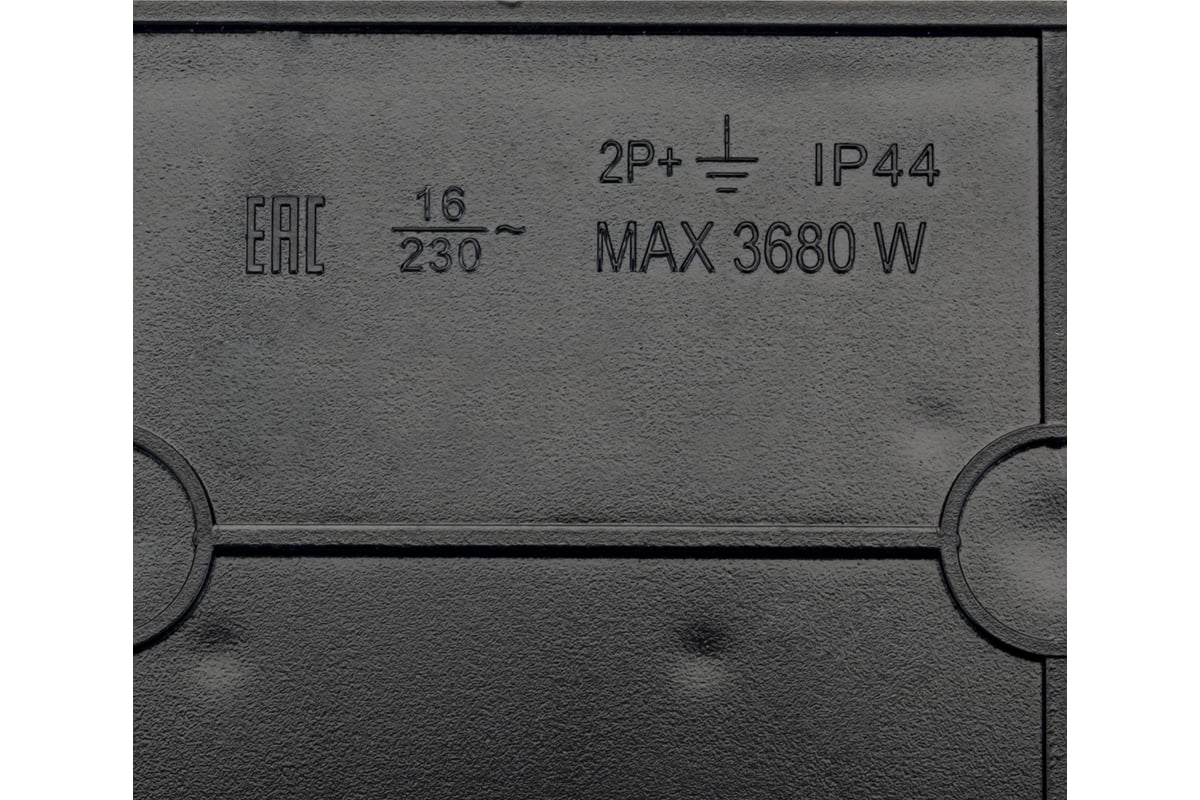 2P+⏚ IP44
EAC 16/230~ MAX 3680 W